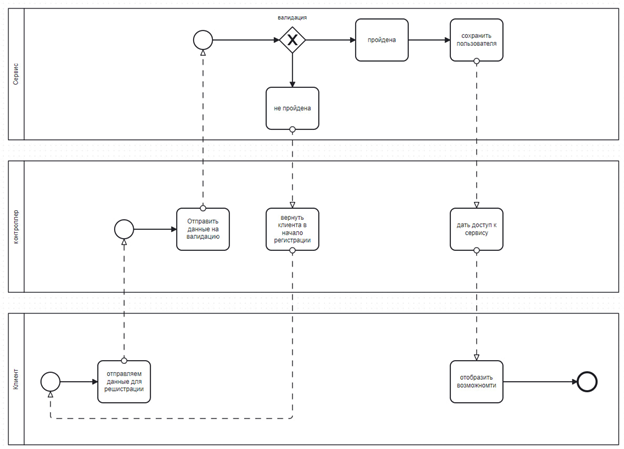 валидация
Сервис
пройдена
сохранить
пользователя
не пройдена
контроллер
Отправить
данные на
валидацию
вернуть
клиента в
начало
регистрации
дать доступ к
сервису
Клиент
отправляем
данные для
решистрации
отобразить
возможномти